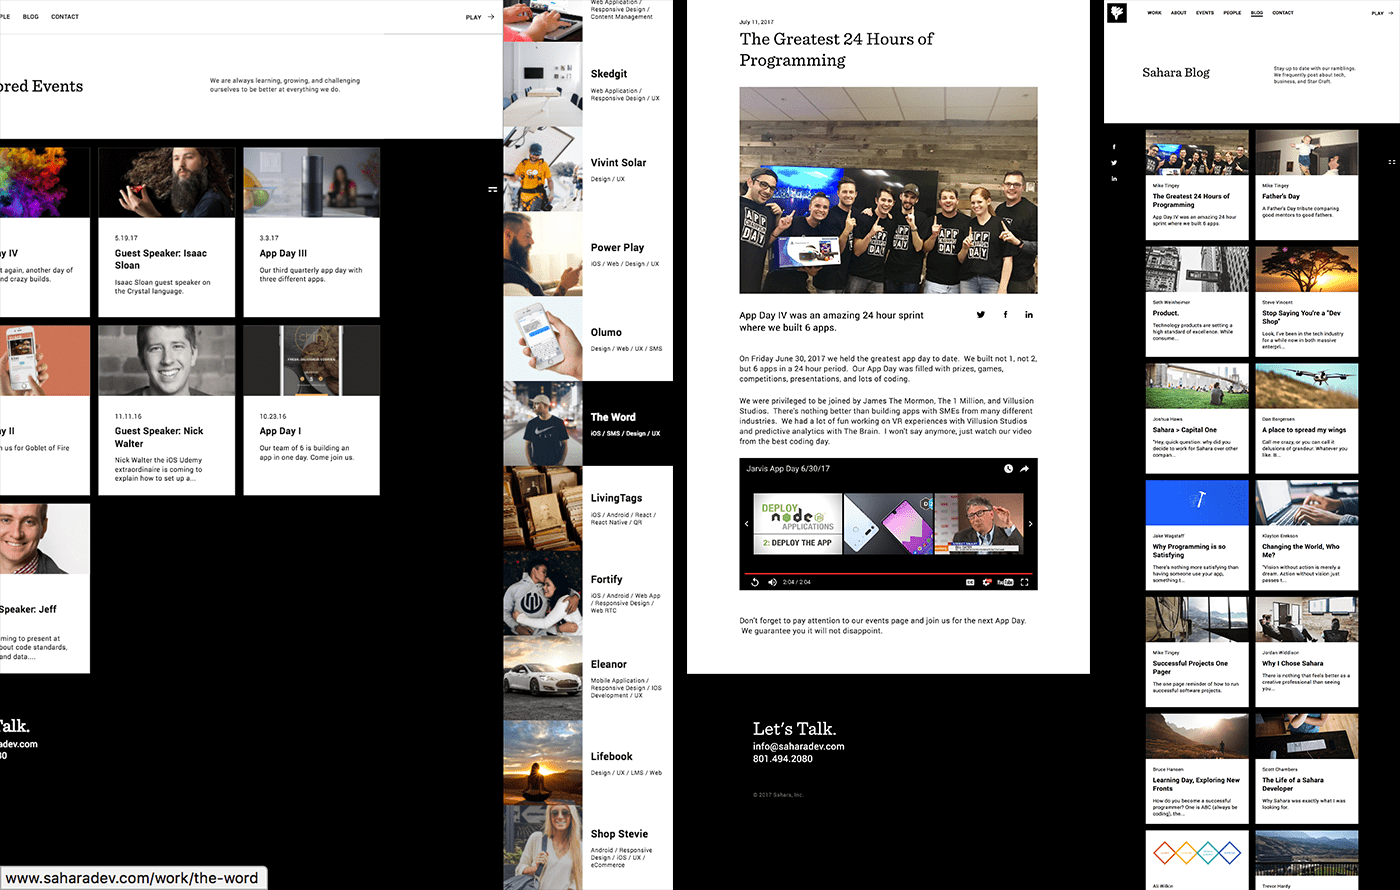 PLE BLOG CONTACT
PLAY
ored Events
We are always learning, growing, and challenging
ourselves to be better at everything we do.
y IV
t again, another day of
nd crazy builds.
5.19.17
Guest Speaker: Isaac
Sloan
Isaac Sloan guest speaker on
the Crystal language.
3.3.17
App Day III
Our third quarterly app day with
three different apps.
y II
n us for Goblet of Fire
11.11.16
Guest Speaker: Nick
Walter
Nick Walter the iOS Udemy
extraordinaire is coming to
explain how to set up a...
10.23.16
App Day I
Our team of 6 is building an
app in one day. Come join us.
Speaker: Jeff
ming to present at
bout code standards,
and data....
Talk.
adev.com
80
www.saharadev.com/work/the-word
Web Application /
Responsive Design /
Content Management
Skedgit
Web Application /
Responsive Design / UX
Vivint Solar
Design / UX
Power Play
iOS / Web / Design / UX
Olumo
Design / Web / UX / SMS
The Word
iOS / SMS / Design / UX
LivingTags
iOS / Android / React /
React Native / QR
Fortify
iOS / Android / Web App
/ Responsive Design /
Web RTC
Eleanor
Mobile Application /
Responsive Design / IOS
Development / UX
Lifebook
Design / UX / LMS / Web
Shop Stevie
Android / Responsive
Design / iOS / UX /
eCommerce
July 11, 2017
The Greatest 24 Hours of
Programming
APP DAY
App Day IV was an amazing 24 hour sprint
where we built 6 apps.
On Friday June 30, 2017 we held the greatest app day to date. We built not 1, not 2,
but 6 apps in a 24 hour period. Our App Day was filled with prizes, games,
competitions, presentations, and lots of coding.
We were privileged to be joined by James The Mormon, The 1 Million, and Villusion
Studios. There's nothing better than building apps with SMEs from many different
industries. We had a lot of fun working on VR experiences with Villusion Studios
and predictive analytics with The Brain. I won't say anymore, just watch our video
from the best coding day.
Jarvis App Day 6/30/17
DEPLOY
node JS
APPLICATIONS
2: DEPLOY THE APP
2:04 / 2:04
CC
YouTube
Don't forget to pay attention to our events page and join us for the next App Day.
We guarantee you it will not disappoint.
Let's Talk.
info@saharadev.com
801.494.2080
© 2017 Sahara, Inc.
WORK ABOUT EVENTS PEOPLE BLOG CONTACT
PLAY
Sahara Blog
Stay up to date with our ramblings.
We frequently post about tech,
business, and Star Craft.
Mike Tingey
The Greatest 24 Hours of
Programming
App Day IV was an amazing 24 hour
sprint where we built 6 apps.
Mike Tingey
Father's Day
A Father's Day tribute comparing
good mentors to good fathers.
Seth Weinheimer
Product.
Technology products are setting a
high standard of excellence. While
consume...
Steve Vincent
Stop Saying You're a "Dev
Shop"
Look, I've been in the tech industry
for a while now in both massive
enterpri...
Joshua Haws
Sahara > Capital One
"Hey, quick question: why did you
decide to work for Sahara over other
compan...
Dan Bergersen
A place to spread my wings
Call me crazy, or you can call it
delusions of grandeur. Whatever you
like. B...
Jake Wagstaff
Why Programming is so
Satisfying
There's nothing more satisfying than
having someone use your app,
something t...
Klayton Erekson
Changing the World, Who
Me?
"Vision without action is merely a
dream. Action without vision just
passes t...
Mike Tingey
Successful Projects One
Pager
The one page reminder of how to run
successful software projects.
Jordan Widdison
Why I Chose Sahara
There is nothing that feels better as a
creative professional than seeing
you...
Bruce Hansen
Learning Day, Exploring New
Fronts
How do you become a successful
programmer? One is ABC (always be
coding), the...
Scott Chambers
The Life of a Sahara
Developer
Why Sahara was exactly what I was
looking for.
Ali Wilkin
Trevor Hardy